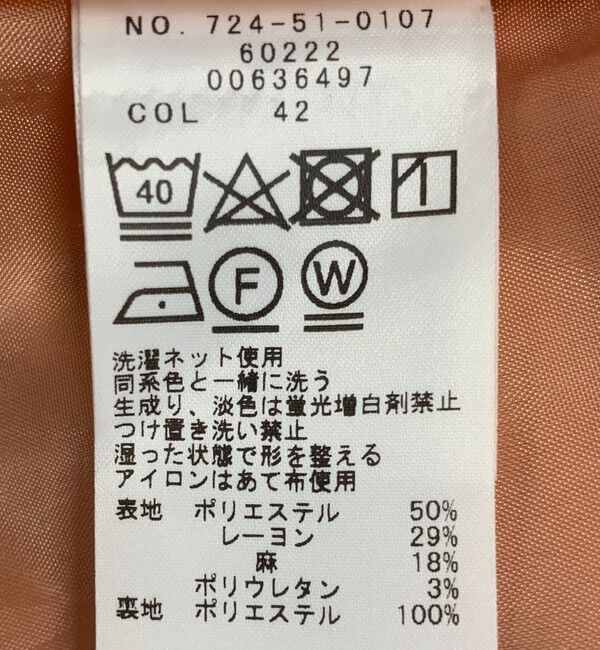 NO. 724-51-0107
60222
00636497
COL 42
40
F W
洗濯ネット使用
同系色と一緒に洗う
生成り、淡色は蛍光増白剤禁止
つけ置き洗い禁止
湿った状態で形を整える
アイロンはあて布使用
表地 ポリエステル 50%
レーヨン 29%
麻 18%
ポリウレタン 3%
裏地 ポリエステル 100%